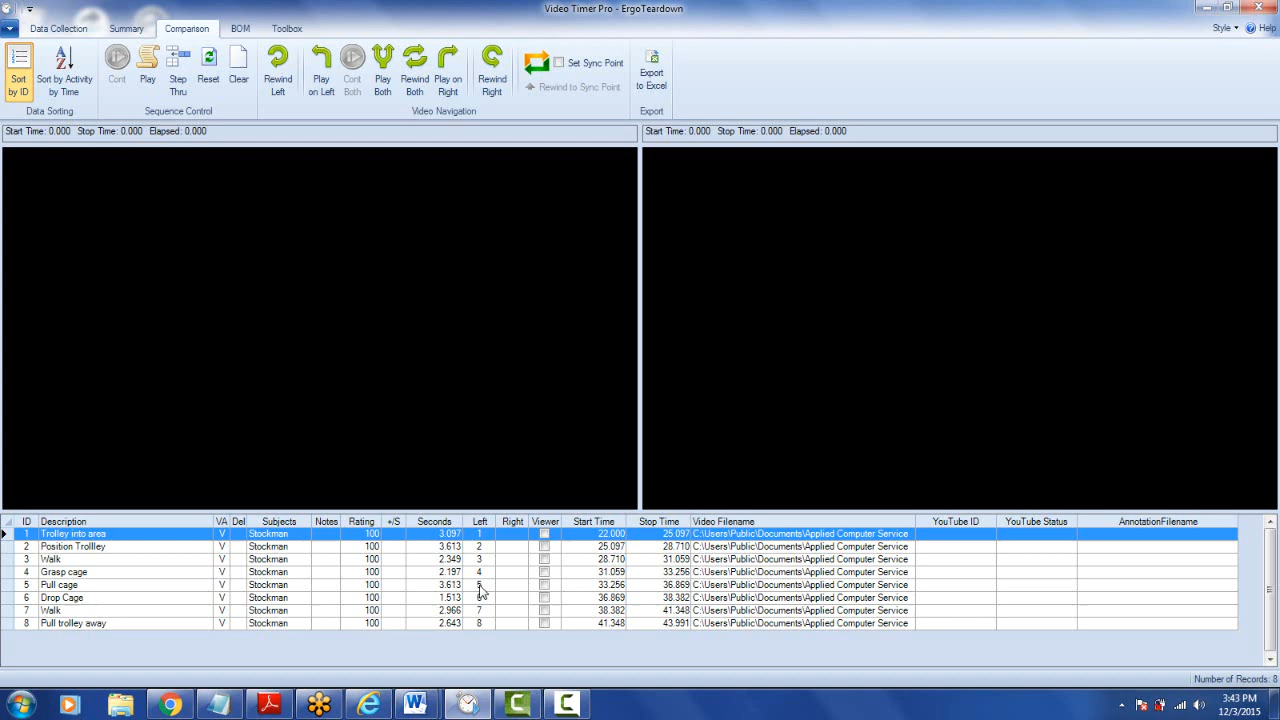 Video Timer Pro - ErgoTeardown
Data Collection Summary Comparison BOM Toolbox Style Help
Sort by ID
Sort by Activity by Time
Cont
Play
Step Thru
Reset
Clear
Rewind Left
Play on Left
Cont Both
Play Both
Rewind Both
Play on Right
Rewind Right
Set Sync Point
Rewind to Sync Point
Export to Excel
Data Sorting Sequence Control Video Navigation Export
Start Time: 0.000 Stop Time: 0.000 Elapsed: 0.000
Start Time: 0.000 Stop Time: 0.000 Elapsed: 0.000
ID Description VA Del Subjects Notes Rating +/S Seconds Left Right Viewer Start Time Stop Time Video Filename YouTube ID YouTube Status AnnotationFilename
1 Trolley into area V Stockman 100 3.097 1 22.000 25.097 C:\Users\Public\Documents\Applied Computer Service
2 Position Trollley V Stockman 100 3.613 2 25.097 28.710 C:\Users\Public\Documents\Applied Computer Service
3 Walk V Stockman 100 2.349 3 28.710 31.059 C:\Users\Public\Documents\Applied Computer Service
4 Grasp cage V Stockman 100 2.197 4 31.059 33.256 C:\Users\Public\Documents\Applied Computer Service
5 Pull cage V Stockman 100 3.613 5 33.256 36.869 C:\Users\Public\Documents\Applied Computer Service
6 Drop Cage V Stockman 100 1.513 6 36.869 38.382 C:\Users\Public\Documents\Applied Computer Service
7 Walk V Stockman 100 2.966 7 38.382 41.348 C:\Users\Public\Documents\Applied Computer Service
8 Pull trolley away V Stockman 100 2.643 8 41.348 43.991 C:\Users\Public\Documents\Applied Computer Service
Number of Records: 8
3:43 PM
12/3/2015